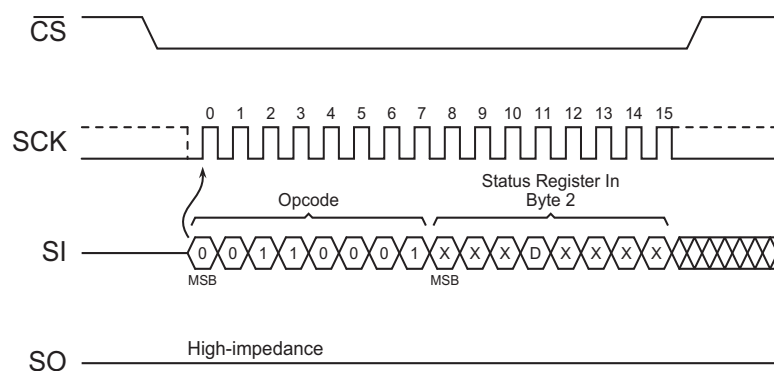 CS
0 1 2 3 4 5 6 7 8 9 10 11 12 13 14 15
SCK
Status Register In
Opcode Byte 2
SI 0 0 1 1 0 0 0 1 X X X D X X X X
MSB MSB
High-impedance
SO